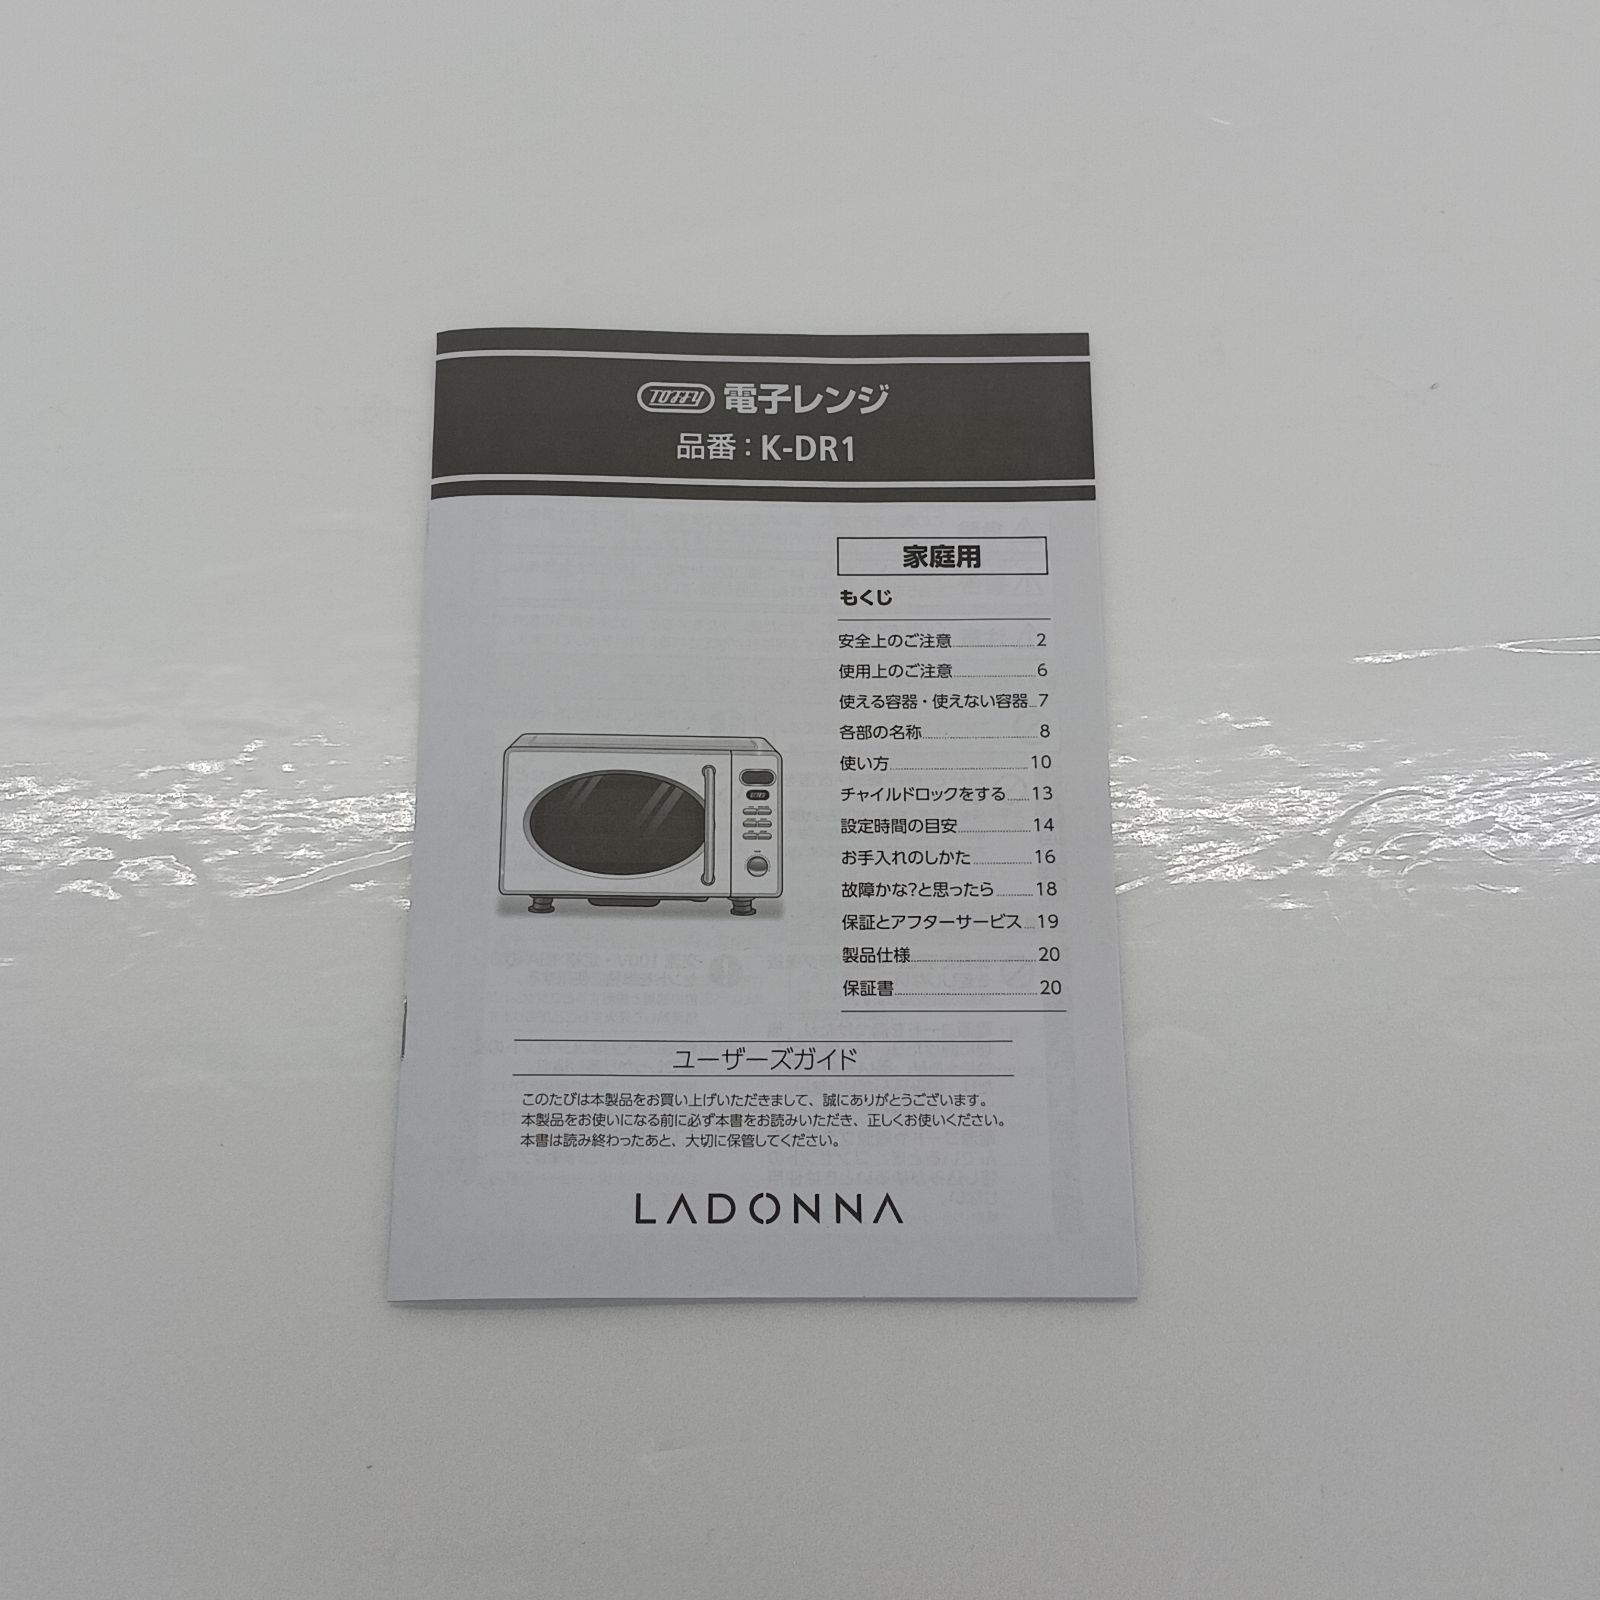 TOffy 電子レンジ
品番：K-DR1
家庭用
もくじ
安全上のご注意 2
使用上のご注意 6
使える容器・使えない容器 7
各部の名称 8
使い方 10
チャイルドロックをする 13
設定時間の目安 14
お手入れのしかた 16
故障かな?と思ったら 18
保証とアフターサービス 19
製品仕様 20
保証書 20
ユーザーズガイド
このたびは本製品をお買い上げいただきまして、誠にありがとうございます。
本製品をお使いになる前に必ず本書をお読みいただき、正しくお使いください。
本書は読み終わったあと、大切に保管してください。
LADONNA